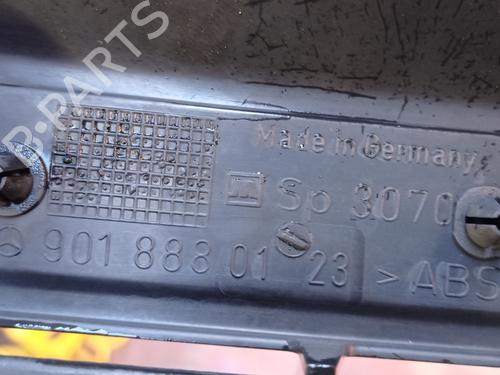 B-PARTS
Made in Germany
Sp 3070
901 888 01 23 >ABS